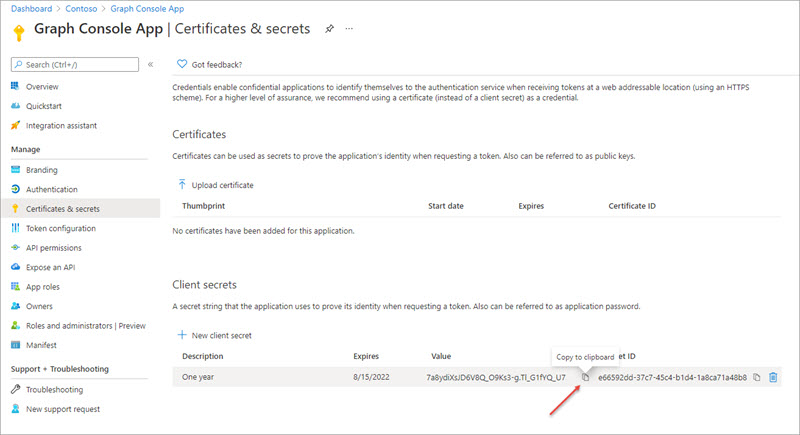 Dashboard > Contoso > Graph Console App
Graph Console App | Certificates & secrets
Search (Ctrl+/)
Overview
Quickstart
Integration assistant
Manage
Branding
Authentication
Certificates & secrets
Token configuration
API permissions
Expose an API
App roles
Owners
Roles and administrators | Preview
Manifest
Support + Troubleshooting
Troubleshooting
New support request
Got feedback?
Credentials enable confidential applications to identify themselves to the authentication service when receiving tokens at a web addressable location (using an HTTPS
scheme). For a higher level of assurance, we recommend using a certificate (instead of a client secret) as a credential.
Certificates
Certificates can be used as secrets to prove the application's identity when requesting a token. Also can be referred to as public keys.
Upload certificate
Thumbprint Start date Expires Certificate ID
No certificates have been added for this application.
Client secrets
A secret string that the application uses to prove its identity when requesting a token. Also can be referred to as application password.
New client secret
Copy to clipboard
Description Expires Value et ID
One year 8/15/2022 7a8ydiXsJD6V8Q_O9Ks3-g.Tl_G1fYQ_U7 e66592dd-37c7-45c4-b1d4-1a8ca71a48b8